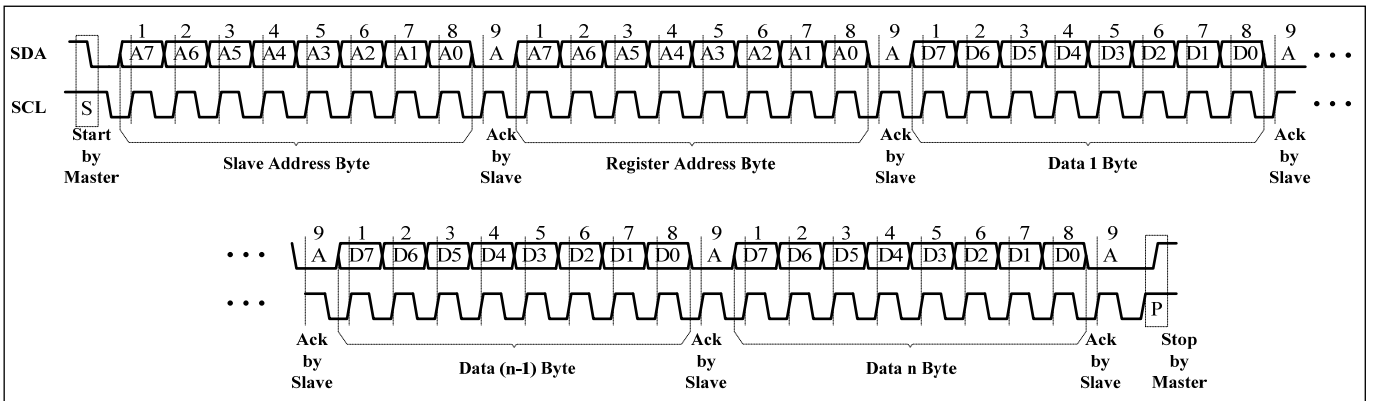 1 2 3 4 5 6 7 8 9 1 2 3 4 5 6 7 8 9 1 2 3 4 5 6 7 8 9
SDA A7 A6 A5 A4 A3 A2 A1 A0 A A7 A6 A5 A4 A3 A2 A1 A0 A D7 D6 D5 D4 D3 D2 D1 D0 A • • •
SCL S • • •
Start by Master
Slave Address Byte
Ack by Slave
Register Address Byte
Ack by Slave
Data 1 Byte
Ack by Slave
9 1 2 3 4 5 6 7 8 9 1 2 3 4 5 6 7 8 9
• • • A D7 D6 D5 D4 D3 D2 D1 D0 A D7 D6 D5 D4 D3 D2 D1 D0 A
• • • P
Ack by Slave
Data (n-1) Byte
Ack by Slave
Data n Byte
Ack by Slave
Stop by Master